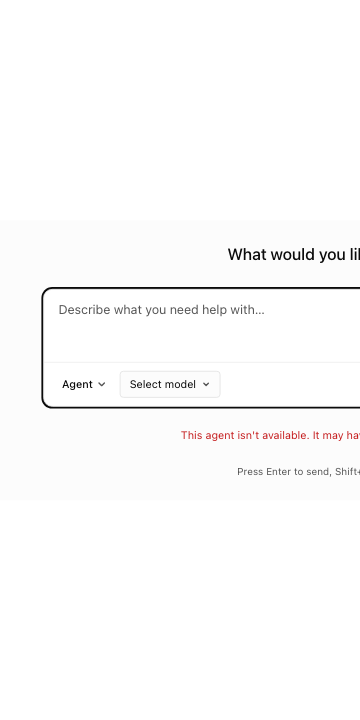 What would you li
Describe what you need help with...
Agent Select model
This agent isn't available. It may ha
Press Enter to send, Shift+